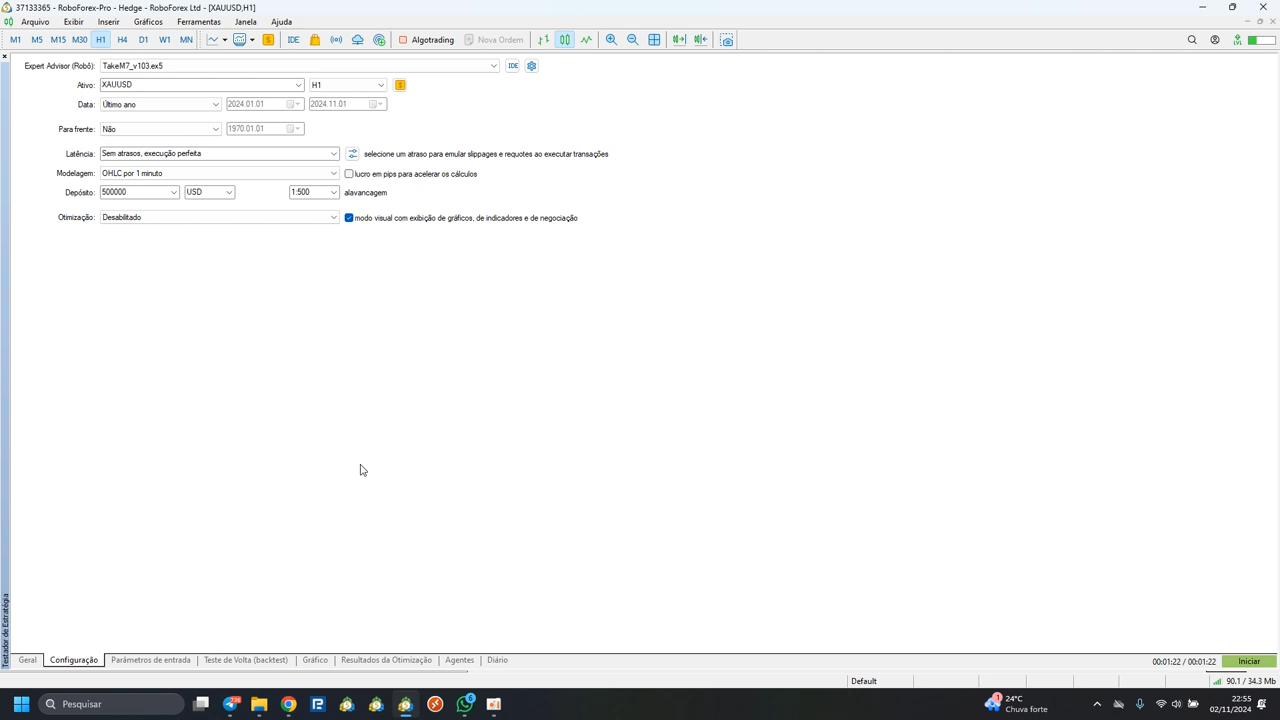 37133365 - RoboForex-Pro - Hedge - RoboForex Ltd - [XAUUSD,H1]
Arquivo Exibir Inserir Gráficos Ferramentas Janela Ajuda
M1 M5 M15 M30 H1 H4 D1 W1 MN IDE Algotrading Nova Ordem LVL
Expert Advisor (Robô): TakeM7_v103.ex5 IDE
Ativo: XAUUSD H1
Data: Último ano 2024.01.01 2024.11.01
Para frente: Não 1970.01.01
Latência: Sem atrasos, execução perfeita selecione um atraso para emular slippages e requotes ao executar transações
Modelagem: OHLC por 1 minuto lucro em pips para acelerar os cálculos
Depósito: 500000 USD 1:500 alavancagem
Otimização: Desabilitado modo visual com exibição de gráficos, de indicadores e de negociação
Testador de Estratégia
Geral Configuração Parâmetros de entrada Teste de Volta (backtest) Gráfico Resultados da Otimização Agentes Diário 00:01:22 / 00:01:22 Iniciar
Default 90.1 / 34.3 Mb
Pesquisar 6 24°C Chuva forte 22:55 02/11/2024